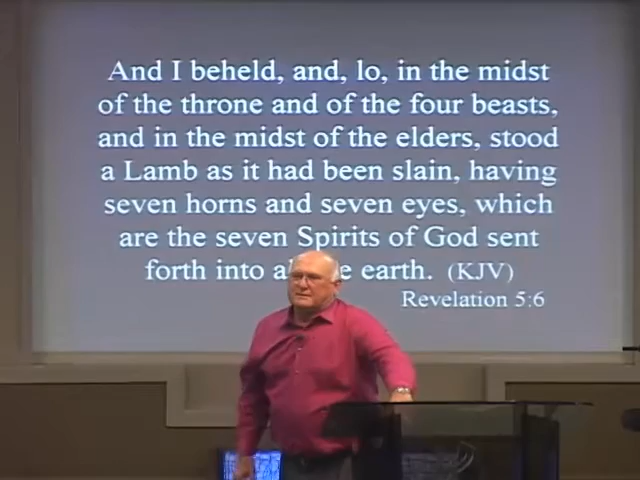 And I beheld, and, lo, in the midst
of the throne and of the four beasts,
and in the midst of the elders, stood
a Lamb as it had been slain, having
seven horns and seven eyes, which
are the seven Spirits of God sent
forth into e earth. (KJV)
Revelation 5:6